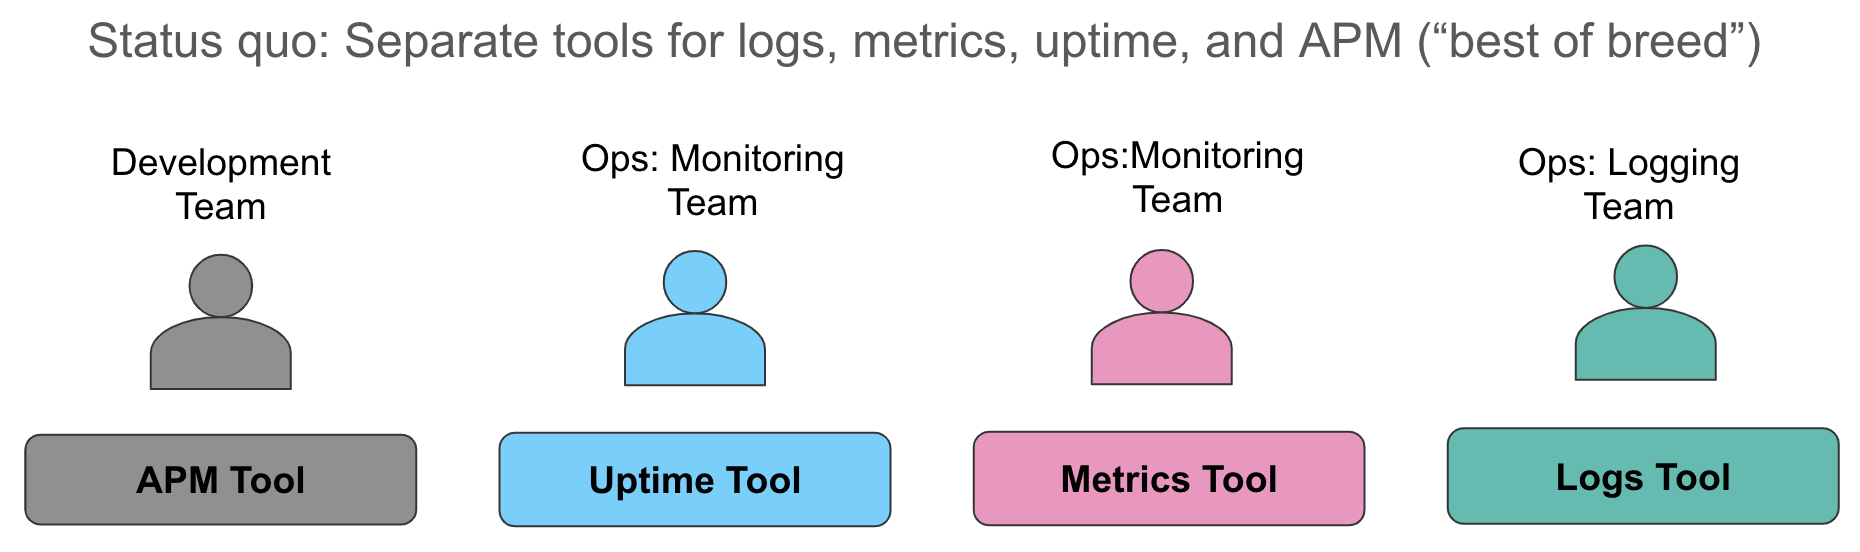 Status quo: Separate tools for logs, metrics, uptime, and APM (“best of breed”)
Development
Team
Ops: Monitoring
Team
Ops:Monitoring
Team
Ops: Logging
Team
APM Tool
Uptime Tool
Metrics Tool
Logs Tool